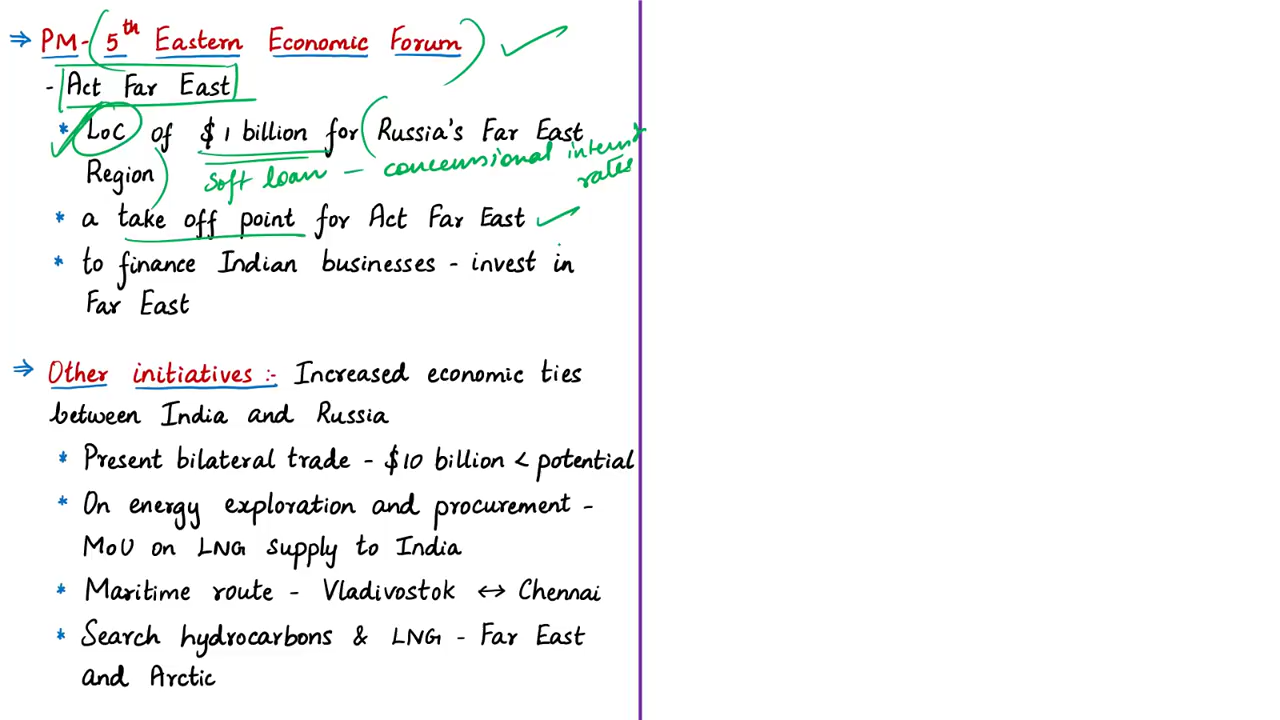 ⇒ PM- (5th Eastern Economic Forum)
- Act Far East
* LoC of $1 billion for (Russia's Far East
Region)
soft loan - concessional interest
rates
* a take off point for Act Far East
* to finance Indian businesses - invest in
Far East
⇒ Other initiatives :- Increased economic ties
between India and Russia
* Present bilateral trade - $10 billion < potential
* On energy exploration and procurement -
MoU on LNG supply to India
* Maritime route - Vladivostok ↔ Chennai
* Search hydrocarbons & LNG - Far East
and Arctic